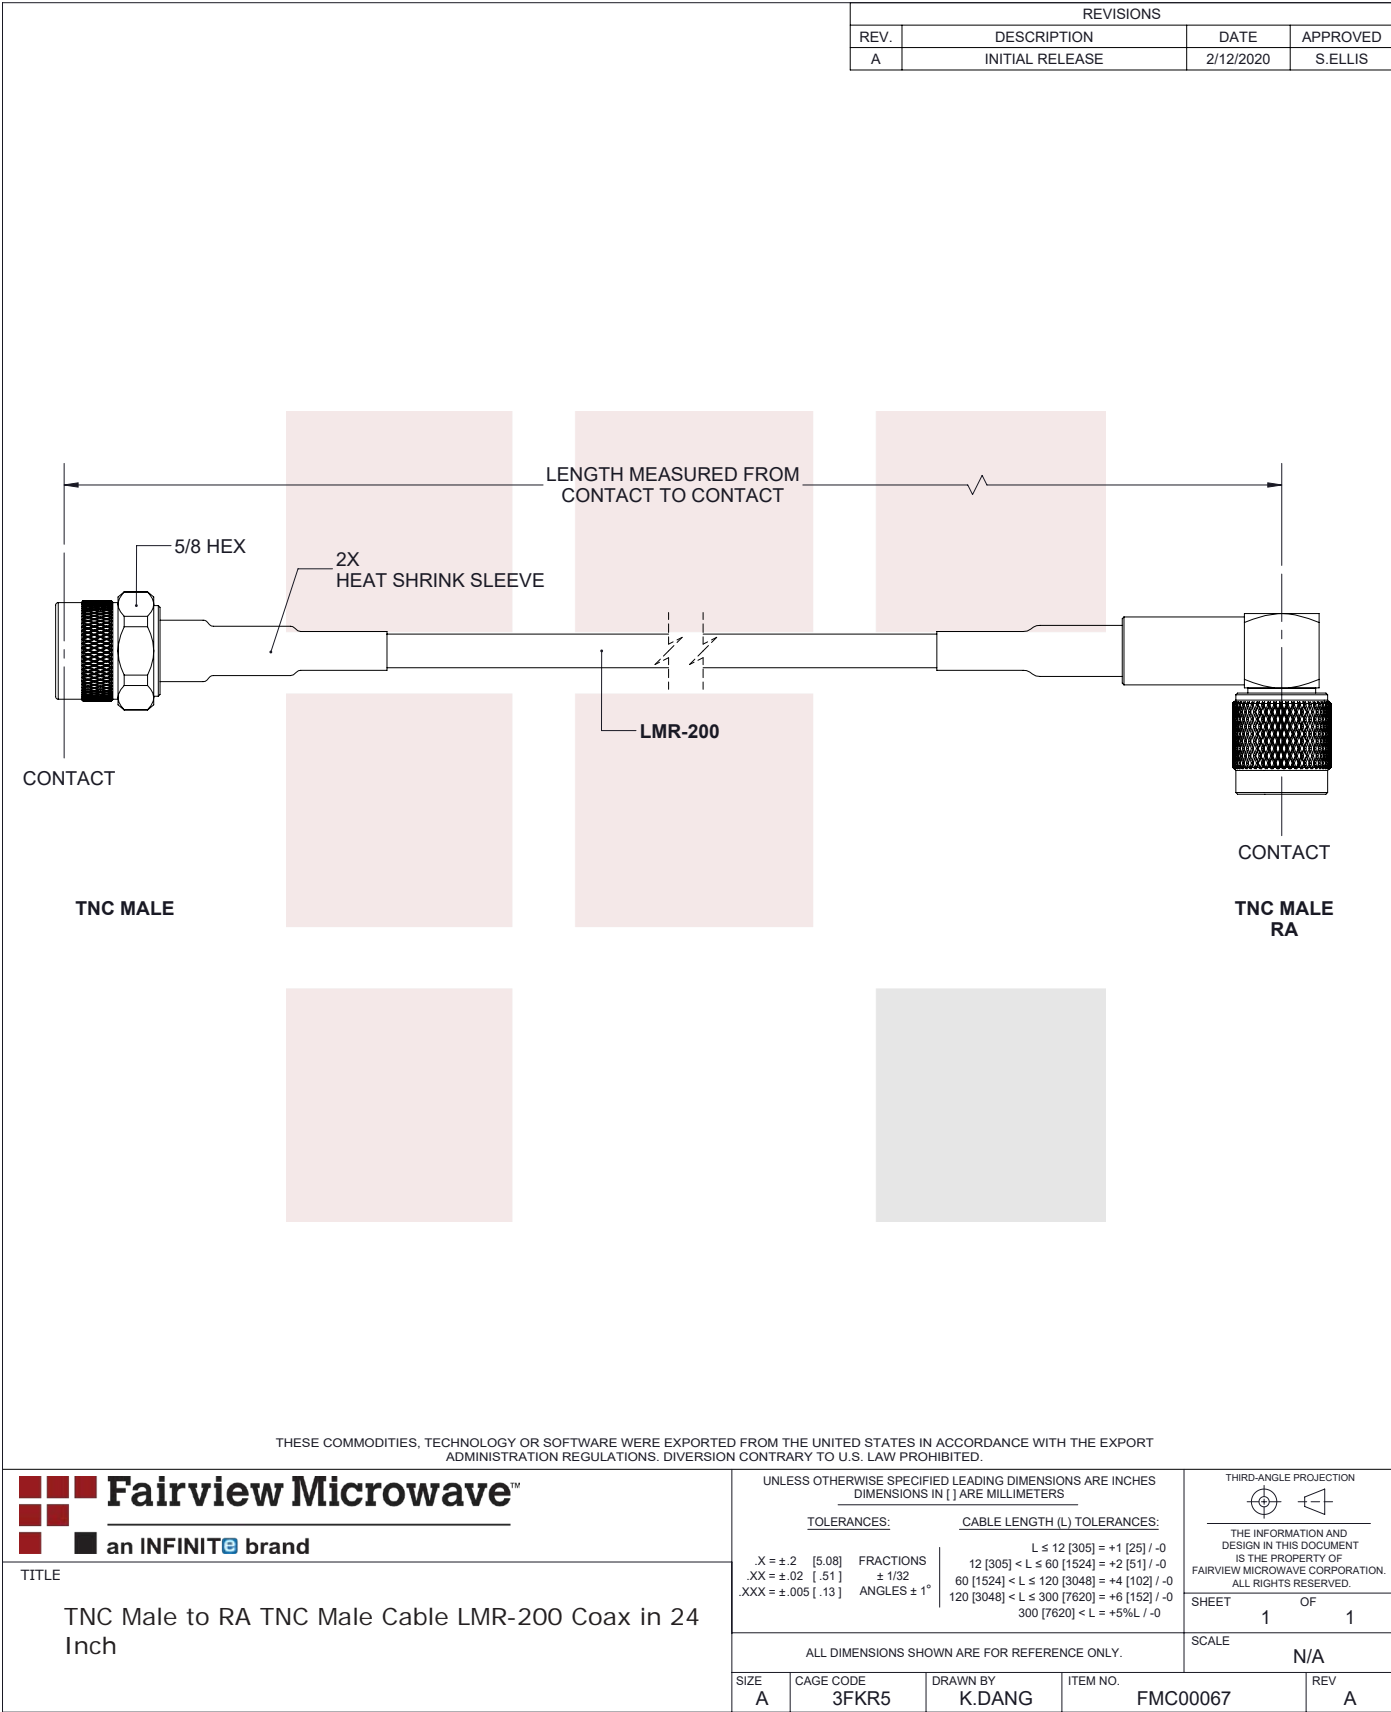 REVISIONS
REV. DESCRIPTION DATE APPROVED
A INITIAL RELEASE 2/12/2020 S.ELLIS
LENGTH MEASURED FROM
CONTACT TO CONTACT
5/8 HEX
2X
HEAT SHRINK SLEEVE
LMR-200
CONTACT
CONTACT
TNC MALE
TNC MALE
RA
THESE COMMODITIES, TECHNOLOGY OR SOFTWARE WERE EXPORTED FROM THE UNITED STATES IN ACCORDANCE WITH THE EXPORT
ADMINISTRATION REGULATIONS. DIVERSION CONTRARY TO U.S. LAW PROHIBITED.
Fairview Microwave™
an INFINITe brand
TITLE
TNC Male to RA TNC Male Cable LMR-200 Coax in 24
Inch
UNLESS OTHERWISE SPECIFIED LEADING DIMENSIONS ARE INCHES
DIMENSIONS IN [ ] ARE MILLIMETERS
TOLERANCES:
.X = ±.2 [5.08] FRACTIONS
.XX = ±.02 [ .51 ] ± 1/32
.XXX = ±.005 [ .13 ] ANGLES ± 1°
CABLE LENGTH (L) TOLERANCES:
L ≤ 12 [305] = +1 [25] / -0
12 [305] < L ≤ 60 [1524] = +2 [51] / -0
60 [1524] < L ≤ 120 [3048] = +4 [102] / -0
120 [3048] < L ≤ 300 [7620] = +6 [152] / -0
300 [7620] < L = +5%L / -0
ALL DIMENSIONS SHOWN ARE FOR REFERENCE ONLY.
THIRD-ANGLE PROJECTION
THE INFORMATION AND
DESIGN IN THIS DOCUMENT
IS THE PROPERTY OF
FAIRVIEW MICROWAVE CORPORATION.
ALL RIGHTS RESERVED.
SHEET OF
1 1
SCALE
N/A
SIZE CAGE CODE DRAWN BY ITEM NO. REV
A 3FKR5 K.DANG FMC00067 A